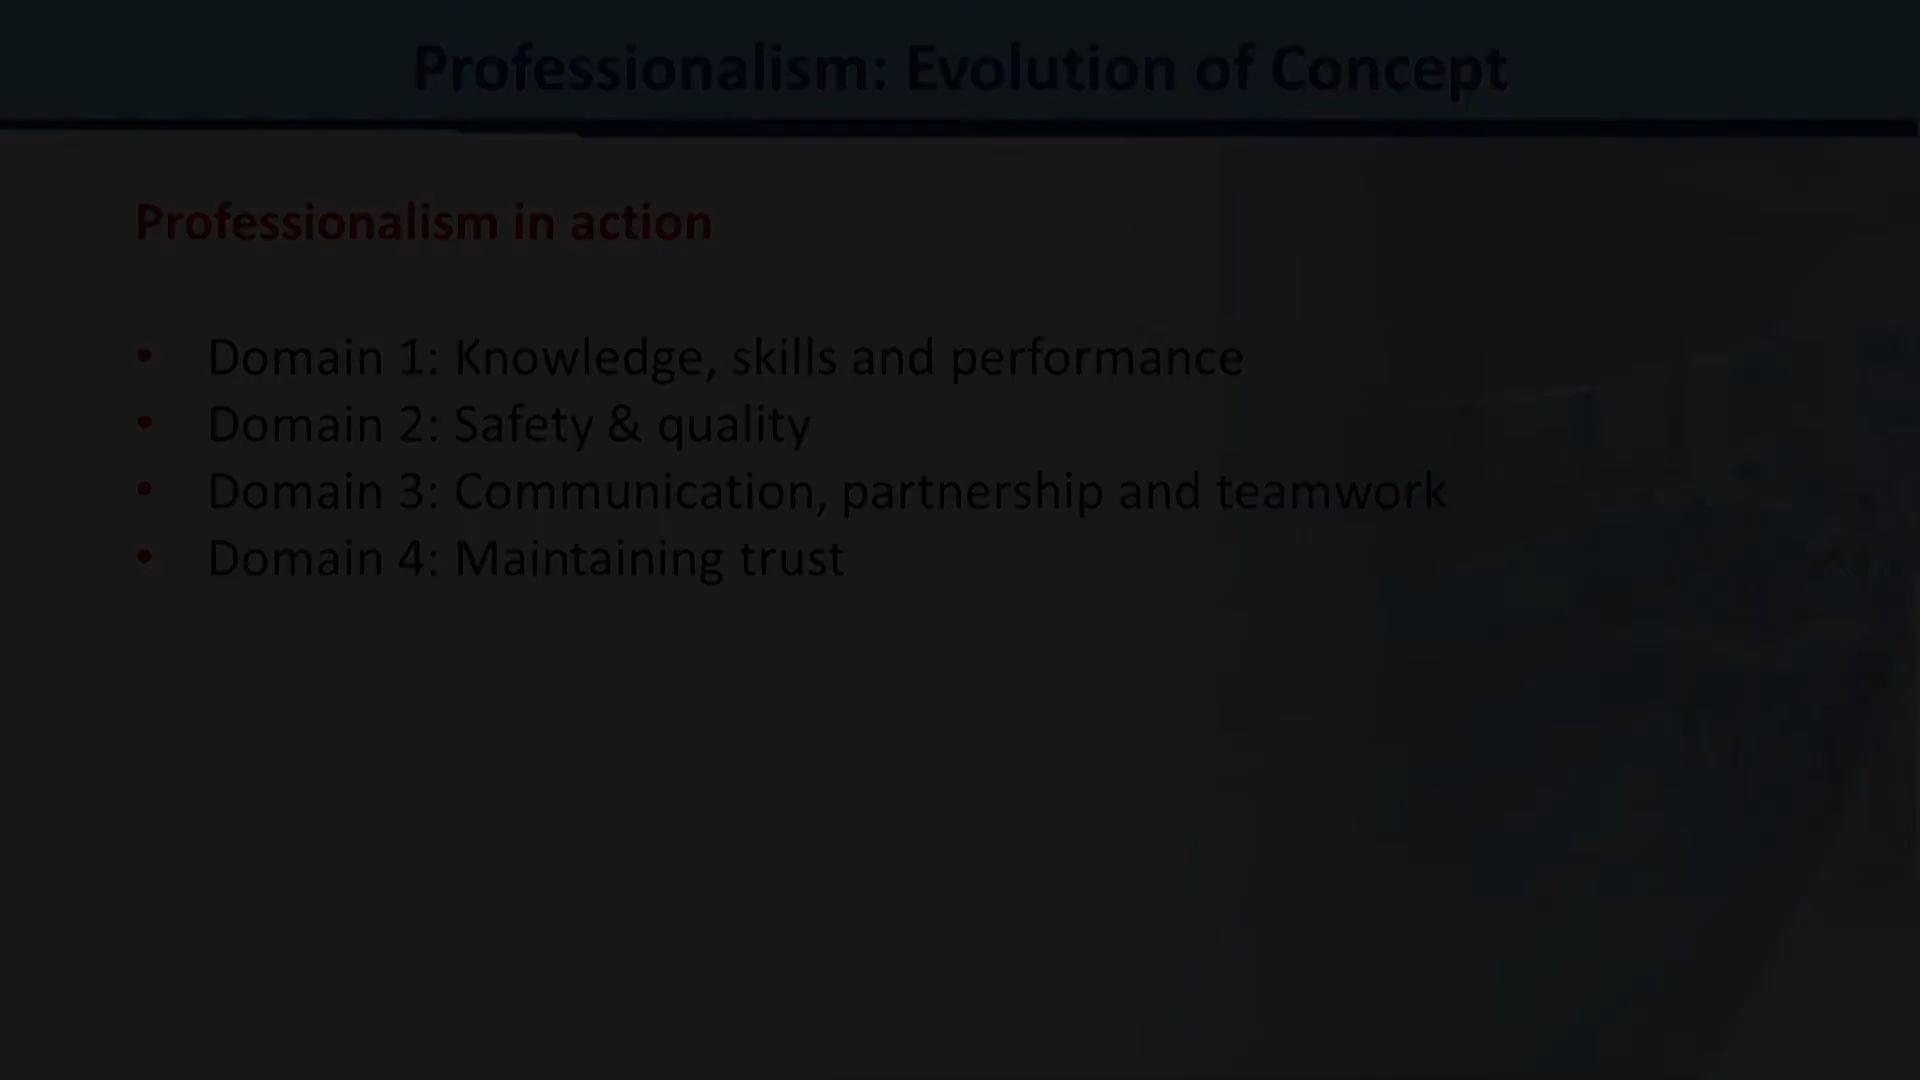 Professionalism: Evolution of Concept
Professionalism in action
• Domain 1: Knowledge, skills and performance
• Domain 2: Safety & quality
• Domain 3: Communication, partnership and teamwork
• Domain 4: Maintaining trust